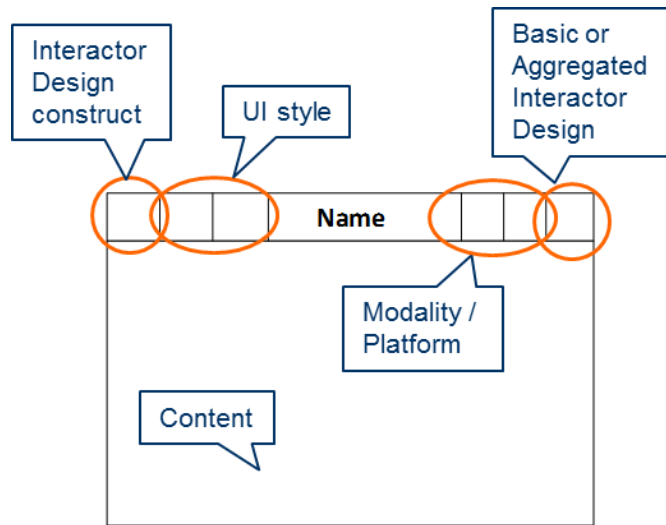 Interactor
Design
construct
UI style
Basic or
Aggregated
Interactor
Design
Name
Modality /
Platform
Content